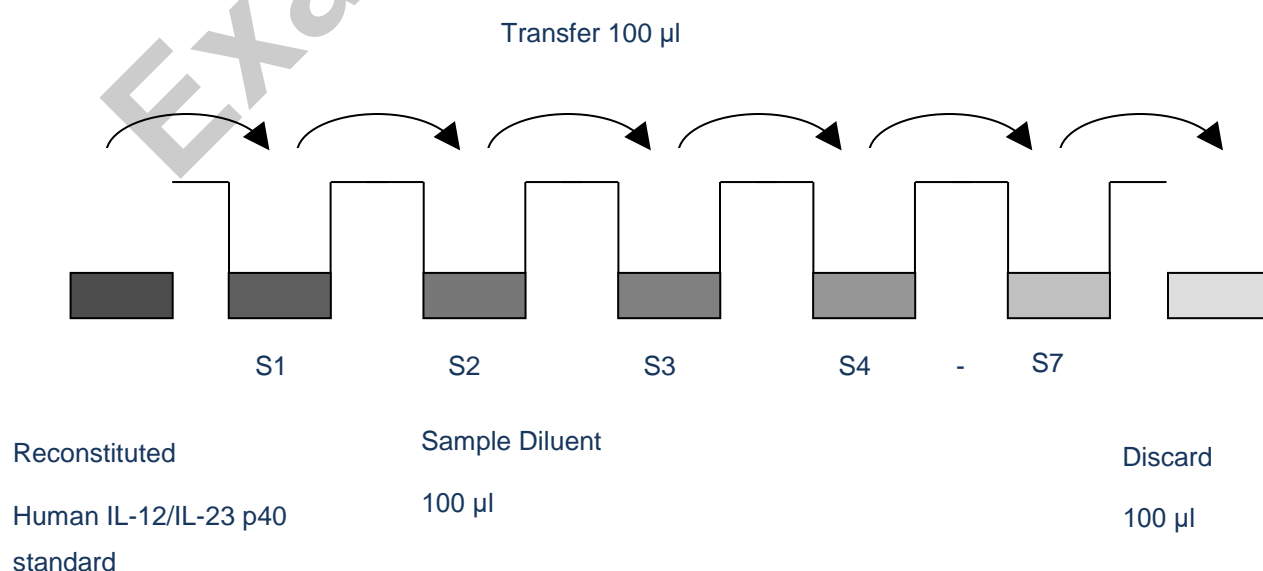 Exa
Transfer 100 µl
S1 S2 S3 S4 - S7
Reconstituted
Human IL-12/IL-23 p40
standard
Sample Diluent
100 µl
Discard
100 µl